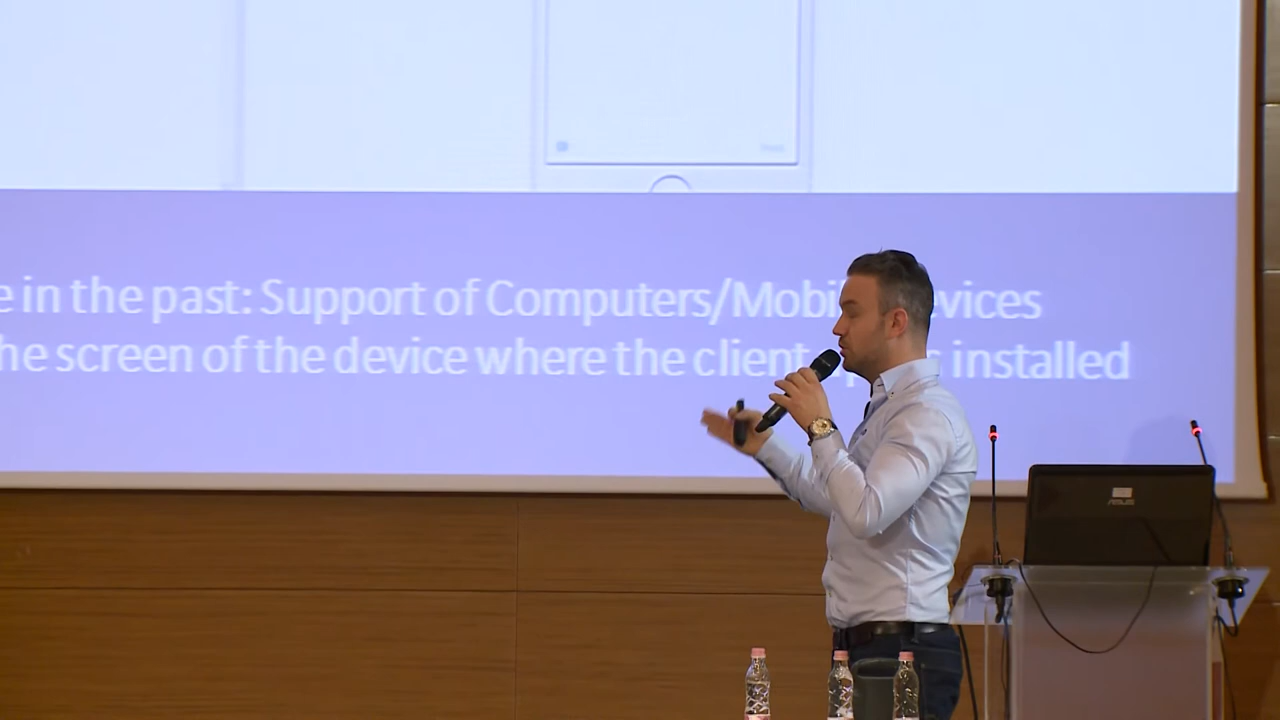 in the past: Support of Computers/Mobi evices
he screen of the device where the client installed
ASUS